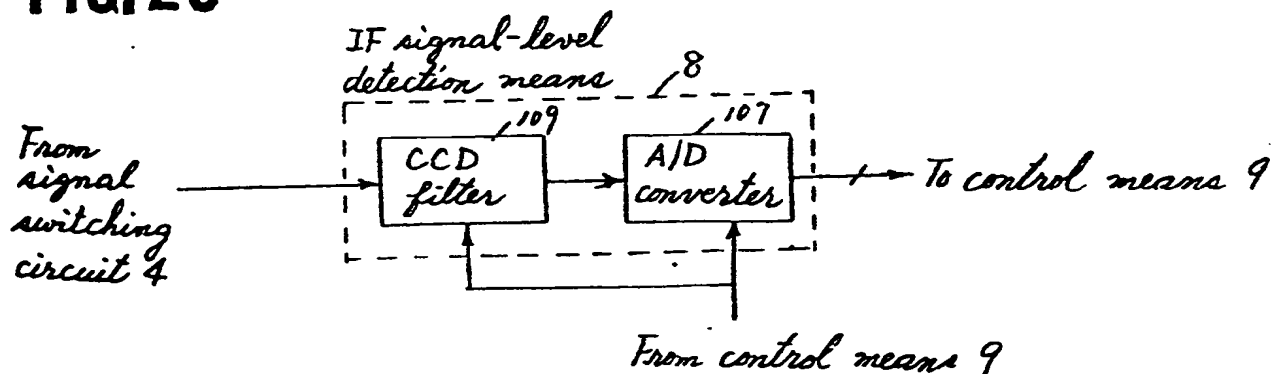 IF signal-level
detection means
8
109
107
From
signal
switching
circuit 4
CCD
filter
A/D
converter
To control means 9
From control means 9